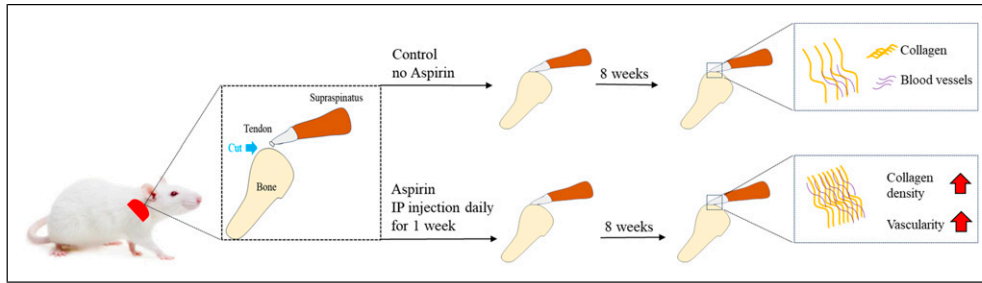 Supraspinatus
Tendon
Cut
Bone
Control
no Aspirin
8 weeks
Collagen
Blood vessels
Aspirin
IP injection daily
for 1 week
8 weeks
Collagen
density
Vascularity